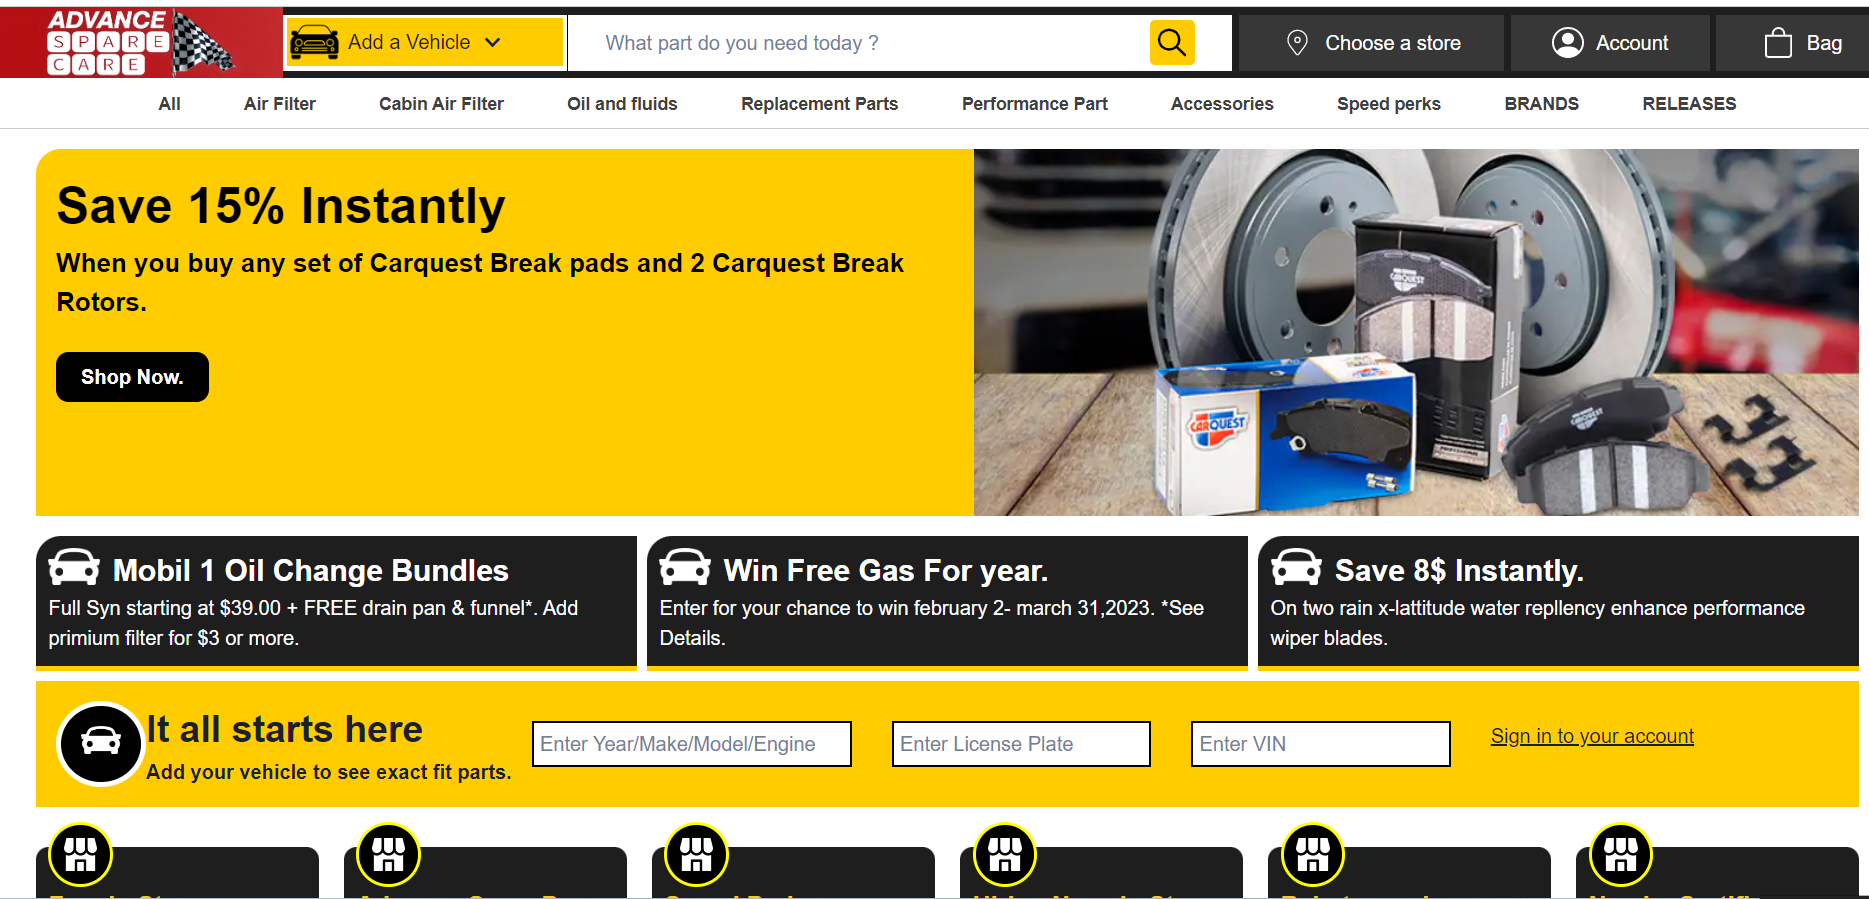 ADVANCE
SPARE
CARE
Add a Vehicle
What part do you need today ?
Choose a store
Account
Bag
All
Air Filter
Cabin Air Filter
Oil and fluids
Replacement Parts
Performance Part
Accessories
Speed perks
BRANDS
RELEASES
Save 15% Instantly
When you buy any set of Carquest Break pads and 2 Carquest Break
Rotors.
Shop Now.
CARQUEST
CARQUEST
CARQUEST
PROFESSIONAL
Mobil 1 Oil Change Bundles
Full Syn starting at $39.00 + FREE drain pan & funnel*. Add
primium filter for $3 or more.
Win Free Gas For year.
Enter for your chance to win february 2- march 31,2023. *See
Details.
Save 8$ Instantly.
On two rain x-lattitude water repllency enhance performance
wiper blades.
It all starts here
Add your vehicle to see exact fit parts.
Enter Year/Make/Model/Engine
Enter License Plate
Enter VIN
Sign in to your account